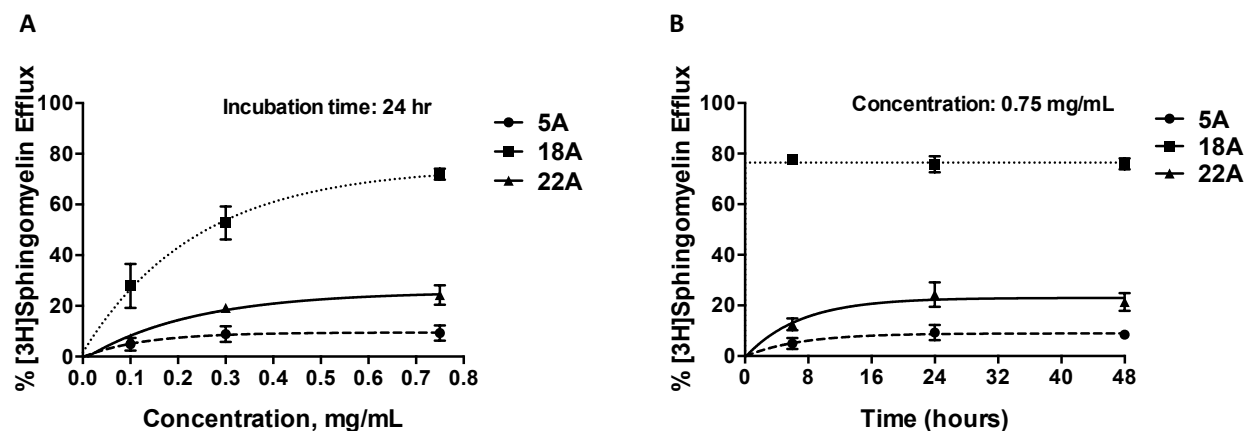 A
% [3H]Sphingomyelin Efflux
100
80
60
40
20
0
Incubation time: 24 hr
5A
18A
22A
0.0 0.1 0.2 0.3 0.4 0.5 0.6 0.7 0.8
Concentration, mg/mL
B
% [3H]Sphingomyelin Efflux
100
80
60
40
20
0
Concentration: 0.75 mg/mL
5A
18A
22A
0 8 16 24 32 40 48
Time (hours)